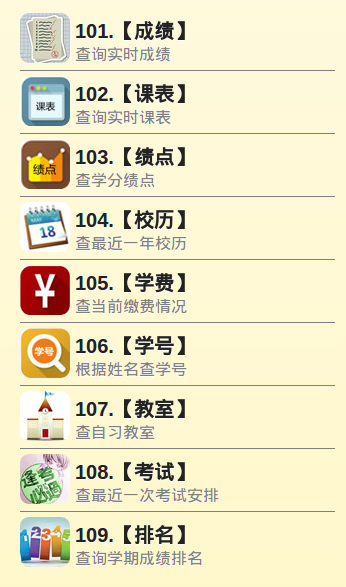 101.【成绩】
查询实时成绩
课表
102.【课表】
查询实时课表
绩点
103.【绩点】
查学分绩点
18
104.【校历】
查最近一年校历
¥
105.【学费】
查当前缴费情况
学号
106.【学号】
根据姓名查学号
107.【教室】
查自习教室
逢考必过
108.【考试】
查最近一次考试安排
12345
109.【排名】
查询学期成绩排名